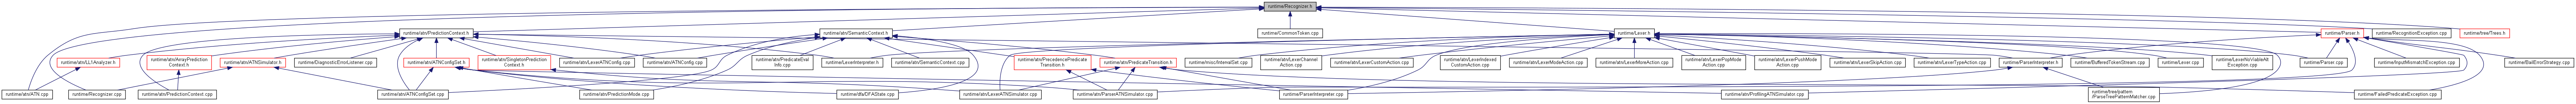 runtime/Recognizer.h
runtime/atn/PredictionContext.h
runtime/atn/SemanticContext.h
runtime/Lexer.h
runtime/CommonToken.cpp
runtime/Parser.h
runtime/RecognitionException.cpp
runtime/tree/Trees.h
runtime/atn/LL1Analyzer.h
runtime/atn/ArrayPrediction
Context.h
runtime/atn/ATNSimulator.h
runtime/DiagnosticErrorListener.cpp
runtime/atn/ATNConfigSet.h
runtime/atn/SingletonPrediction
Context.h
runtime/atn/LexerATNConfig.cpp
runtime/atn/ATNConfig.cpp
runtime/atn/PredicateEval
Info.cpp
runtime/LexerInterpreter.h
runtime/atn/SemanticContext.cpp
runtime/atn/PrecedencePredicate
Transition.h
runtime/atn/PredicateTransition.h
runtime/misc/IntervalSet.cpp
runtime/atn/LexerChannel
Action.cpp
runtime/atn/LexerCustomAction.cpp
runtime/atn/LexerIndexed
CustomAction.cpp
runtime/atn/LexerModeAction.cpp
runtime/atn/LexerMoreAction.cpp
runtime/atn/LexerPopMode
Action.cpp
runtime/atn/LexerPushMode
Action.cpp
runtime/atn/LexerSkipAction.cpp
runtime/atn/LexerTypeAction.cpp
runtime/ParserInterpreter.h
runtime/BufferedTokenStream.cpp
runtime/Lexer.cpp
runtime/LexerNoViableAlt
Exception.cpp
runtime/Parser.cpp
runtime/InputMismatchException.cpp
runtime/BailErrorStrategy.cpp
runtime/atn/ATN.cpp
runtime/Recognizer.cpp
runtime/atn/PredictionContext.cpp
runtime/atn/ATNConfigSet.cpp
runtime/atn/PredictionMode.cpp
runtime/dfa/DFAState.cpp
runtime/atn/LexerATNSimulator.cpp
runtime/atn/ParserATNSimulator.cpp
runtime/ParserInterpreter.cpp
runtime/atn/ProfilingATNSimulator.cpp
runtime/tree/pattern
/ParseTreePatternMatcher.cpp
runtime/FailedPredicateException.cpp